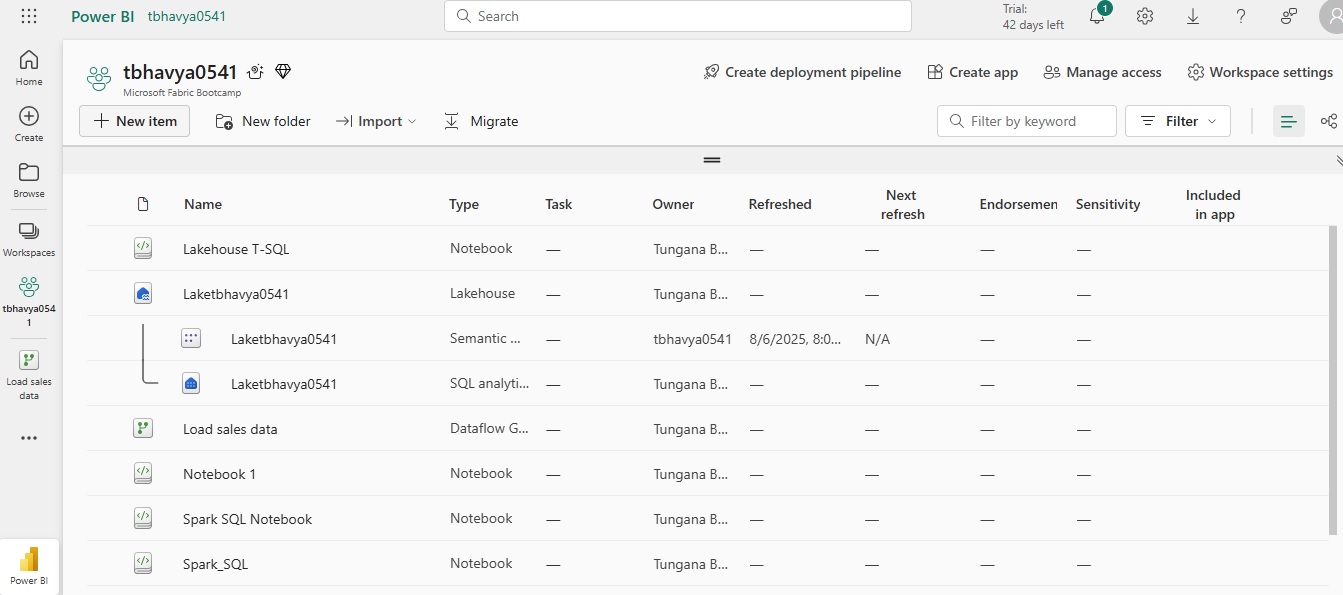 Power BI tbhavya0541 Search Trial: 1
42 days left
Home
Create
Browse
Workspaces
tbhavya054
1
Load sales
data
Power BI
tbhavya0541
Microsoft Fabric Bootcamp
Create deployment pipeline Create app Manage access Workspace settings
New item New folder Import Migrate Filter by keyword Filter
Name Type Task Owner Refreshed Next refresh Endorsemen Sensitivity Included in app
Lakehouse T-SQL Notebook — Tungana B... — — — —
Laketbhavya0541 Lakehouse — Tungana B... — — — —
Laketbhavya0541 Semantic ... — tbhavya0541 8/6/2025, 8:0... N/A — —
Laketbhavya0541 SQL analyti... — Tungana B... — — — —
Load sales data Dataflow G... — Tungana B... — — — —
Notebook 1 Notebook — Tungana B... — — — —
Spark SQL Notebook Notebook — Tungana B... — — — —
Spark_SQL Notebook — Tungana B... — — — —